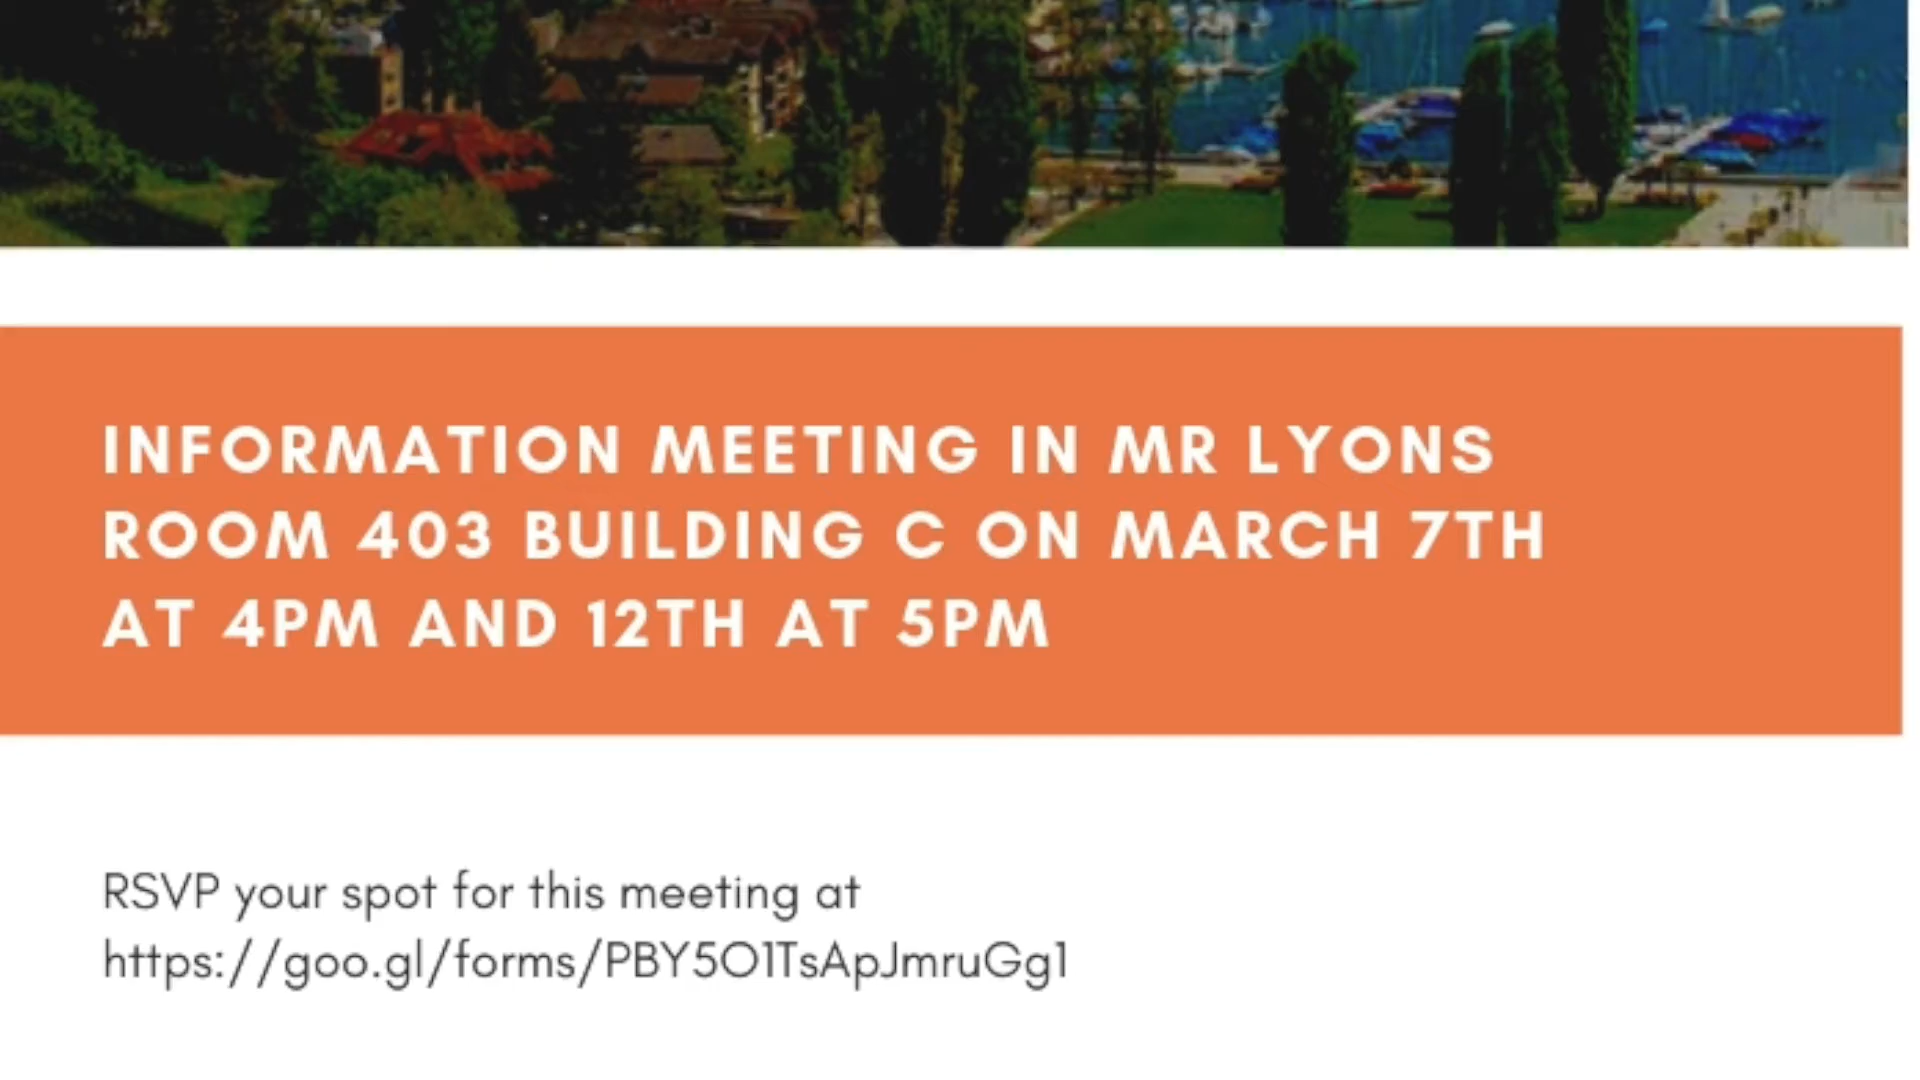 INFORMATION MEETING IN MR LYONS
ROOM 403 BUILDING C ON MARCH 7TH
AT 4PM AND 12TH AT 5PM
RSVP your spot for this meeting at
https://goo.gl/forms/PBY5O1TsApJmruGg1